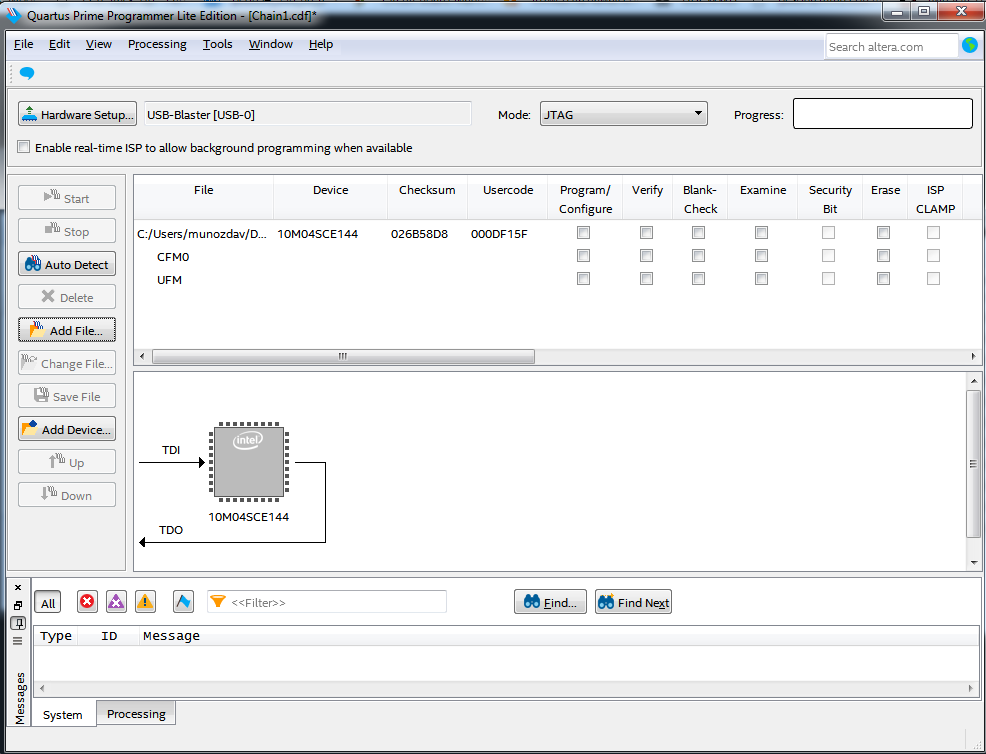 Quartus Prime Programmer Lite Edition - [Chain1.cdf]*
File Edit View Processing Tools Window Help
Search altera.com
Hardware Setup... USB-Blaster [USB-0] Mode: JTAG Progress:
Enable real-time ISP to allow background programming when available
Start
Stop
Auto Detect
Delete
Add File...
Change File...
Save File
Add Device...
Up
Down
File Device Checksum Usercode Program/ Verify Blank- Examine Security Erase ISP
Configure Check Bit CLAMP
C:/Users/munozdav/D... 10M04SCE144 026B58D8 000DF15F
CFM0
UFM
TDI
intel
10M04SCE144
TDO
All <<Filter>> Find... Find Next
Type ID Message
Messages
System Processing